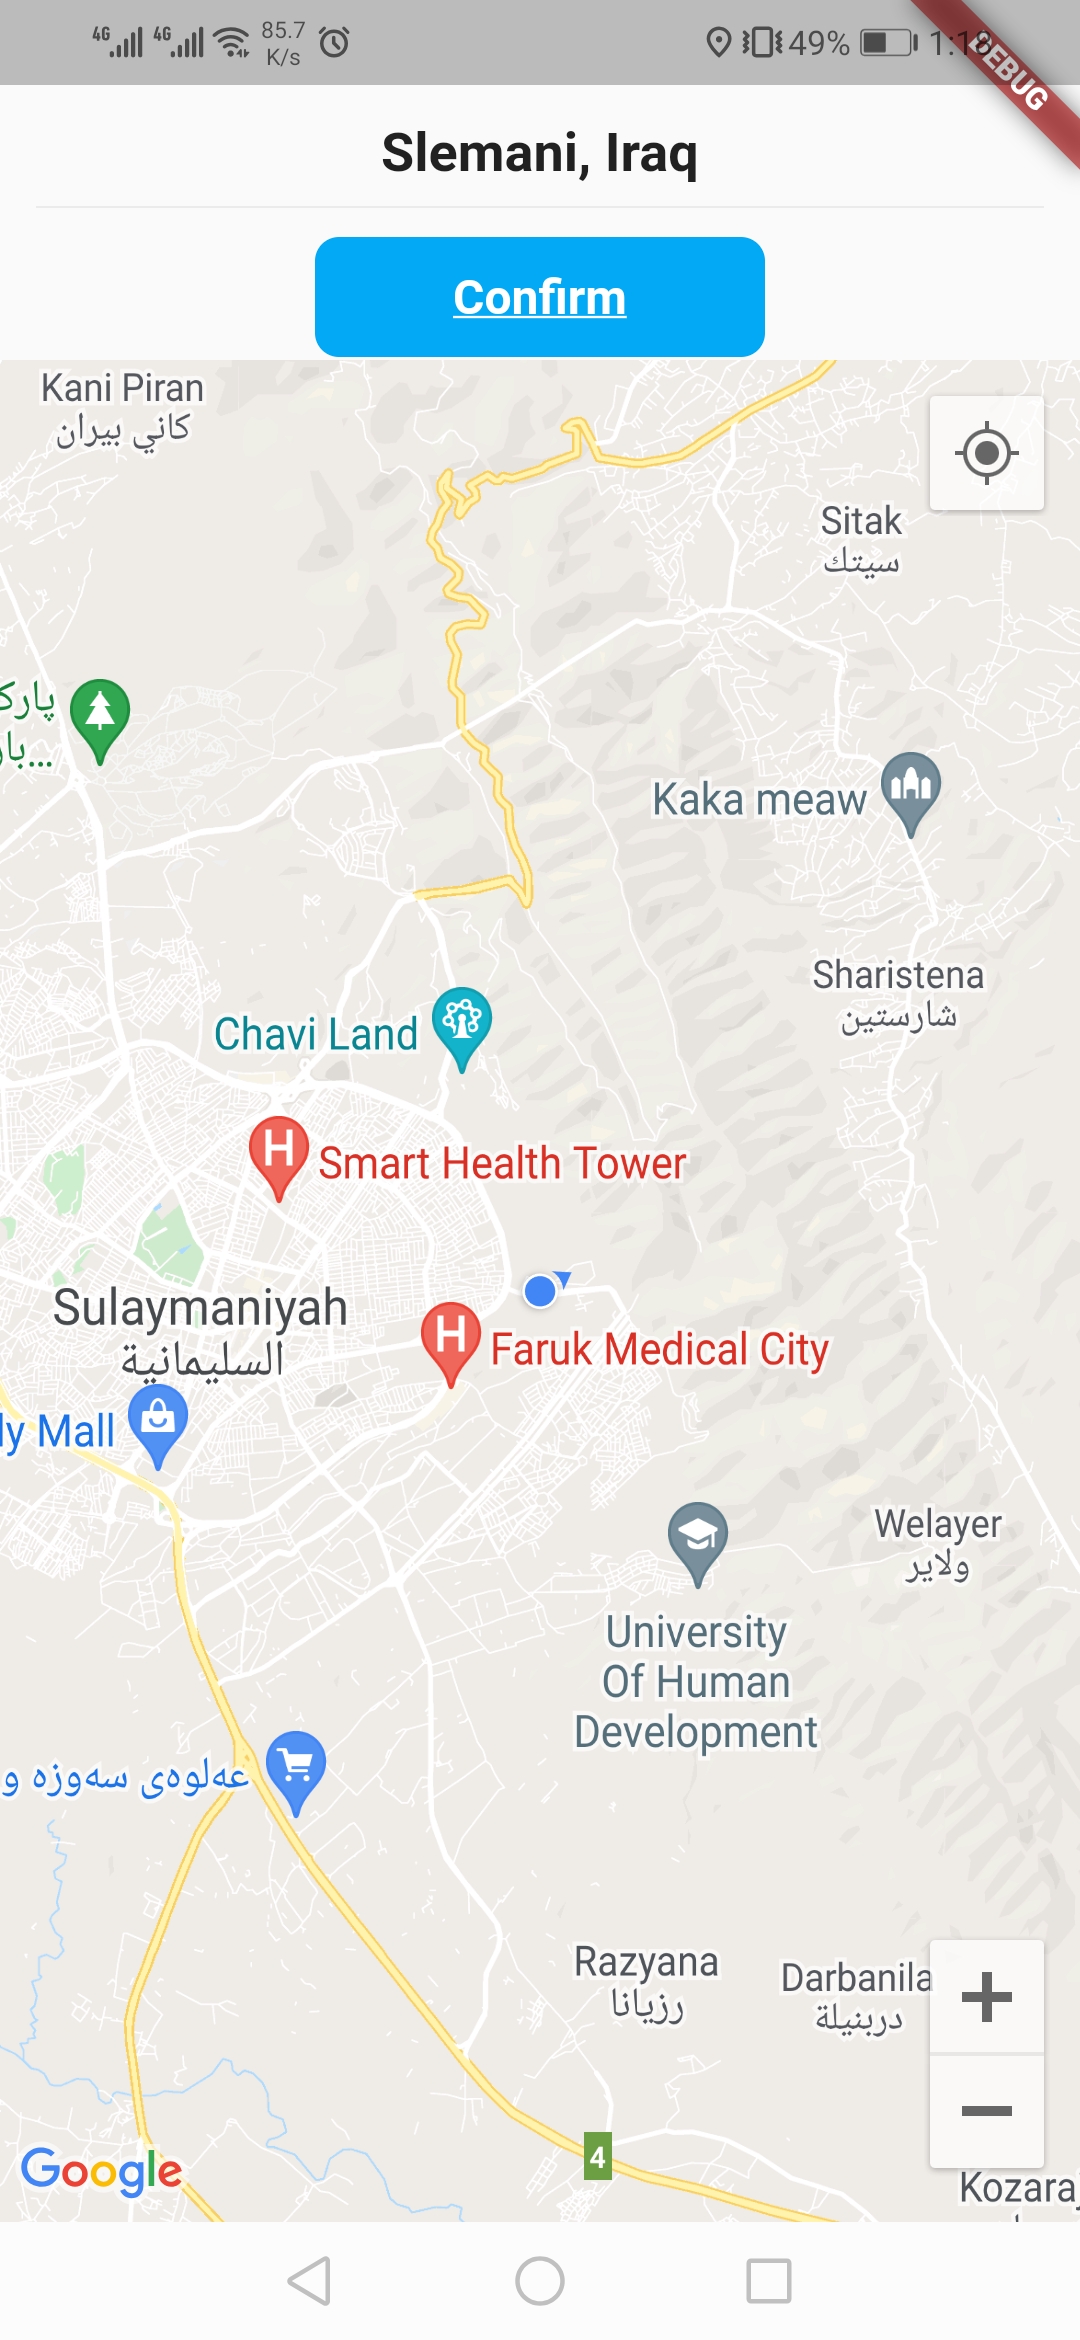 4G 4G 85.7 K/s 49% 1:18
DEBUG
Slemani, Iraq
Confirm
Kani Piran
كاني بيران
Sitak
سيتك
پارک
بار...
Kaka meaw
Sharistena
شارستين
Chavi Land
Smart Health Tower
Sulaymaniyah
السليمانية
Faruk Medical City
ly Mall
Welayer
ولاير
University
Of Human
Development
عەلوەی سەوزە و
Razyana
رزيانا
Darbanila
دربنيلة
4
Google
Kozara